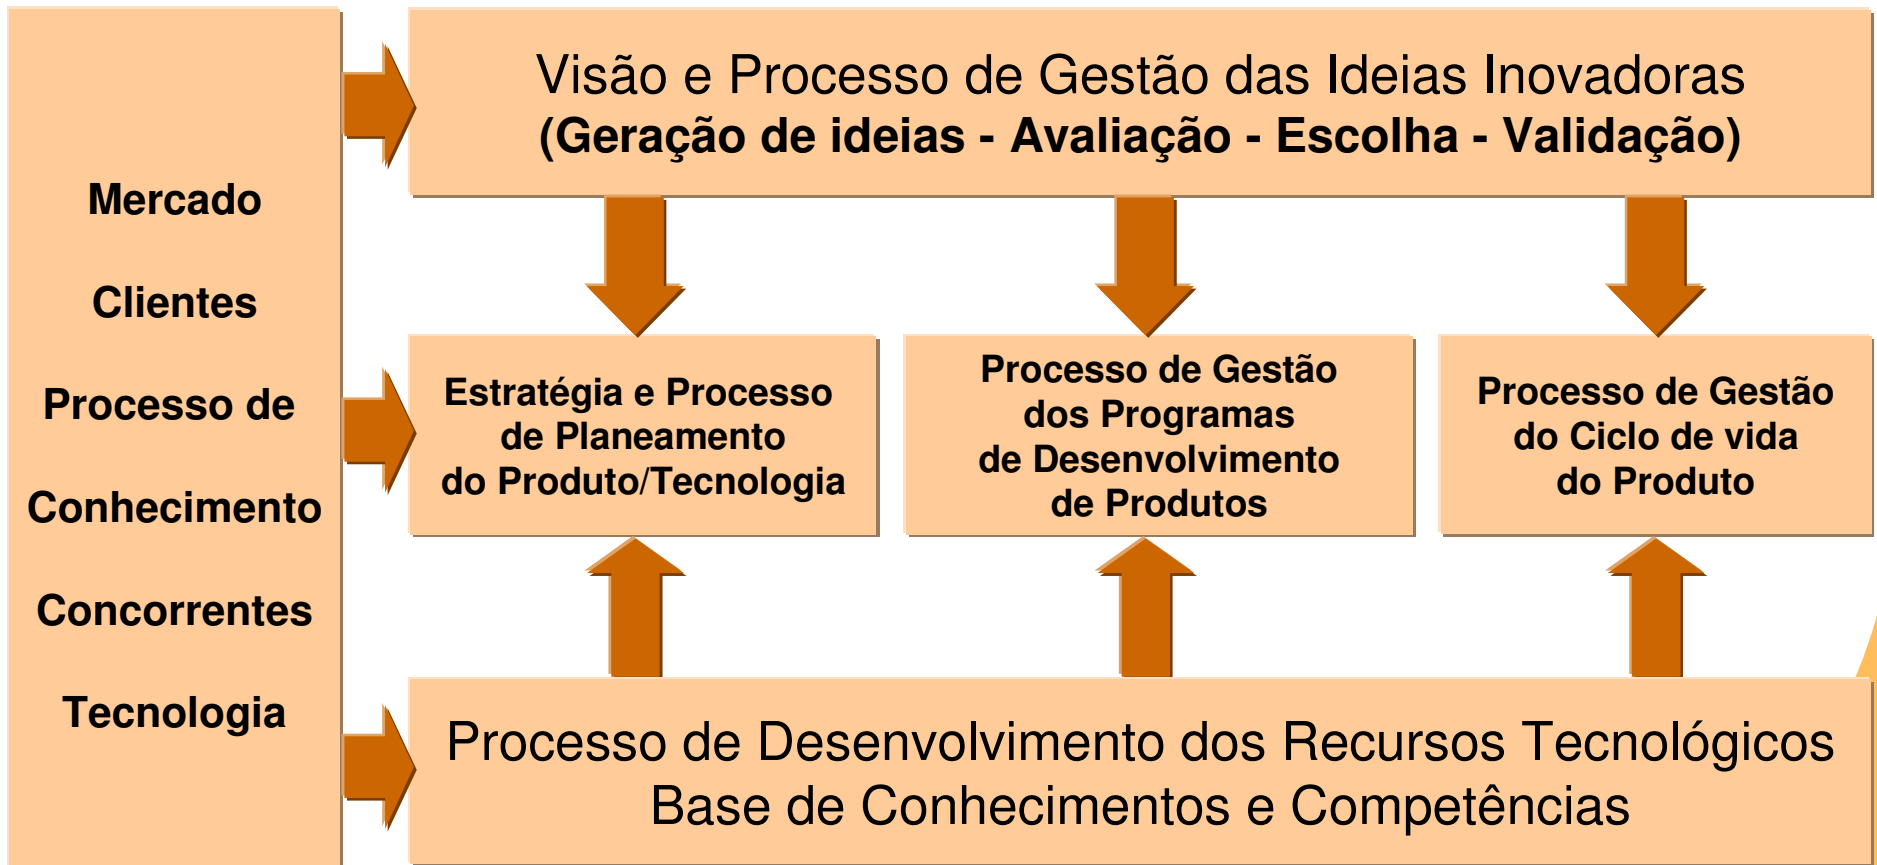 Mercado
Clientes
Processo de
Conhecimento
Concorrentes
Tecnologia
Visão e Processo de Gestão das Ideias Inovadoras
(Geração de ideias - Avaliação - Escolha - Validação)
Estratégia e Processo
de Planeamento
do Produto/Tecnologia
Processo de Gestão
dos Programas
de Desenvolvimento
de Produtos
Processo de Gestão
do Ciclo de vida
do Produto
Processo de Desenvolvimento dos Recursos Tecnológicos
Base de Conhecimentos e Competências